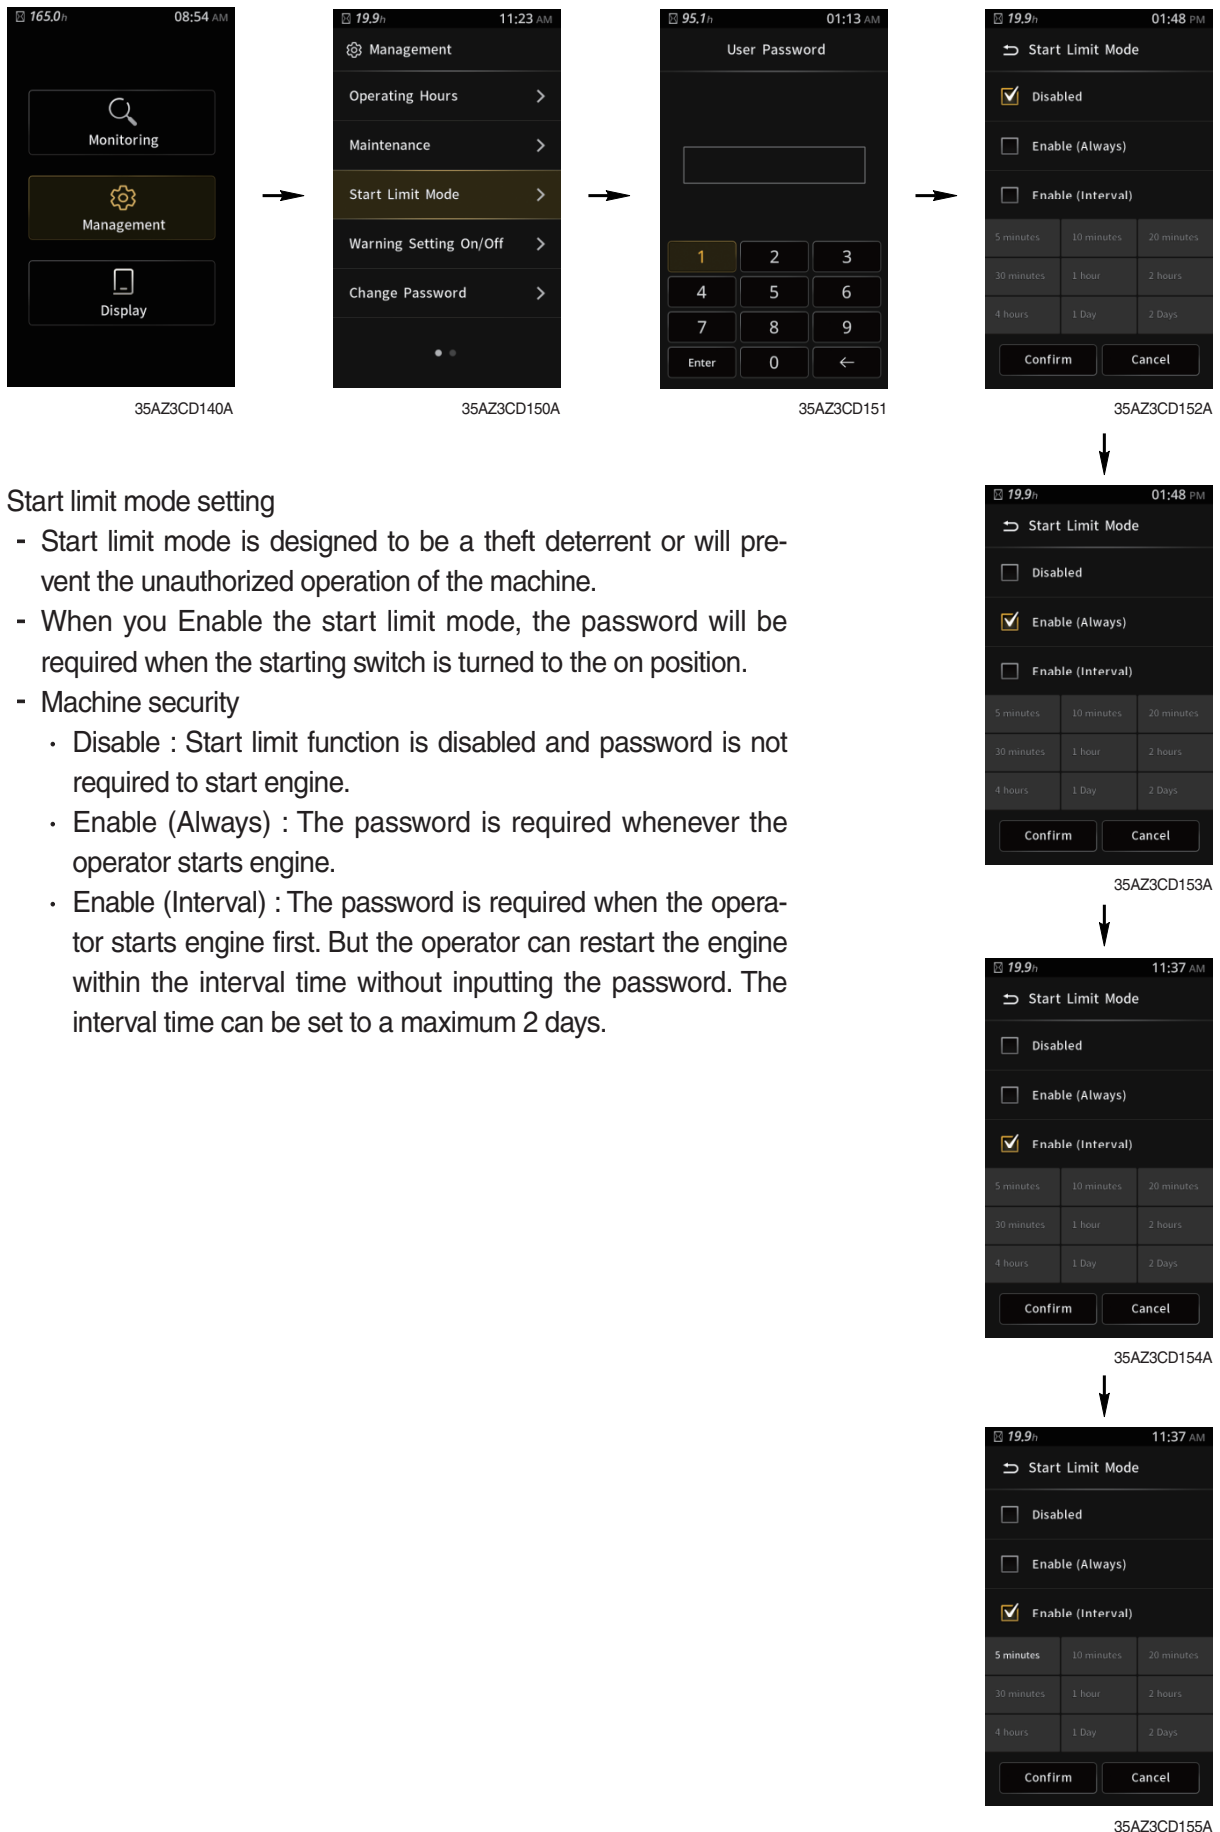 165.0h 08:54 AM
Monitoring
Management
Display
35AZ3CD140A
19.9h 11:23 AM
Management
Operating Hours
Maintenance
Start Limit Mode
Warning Setting On/Off
Change Password
35AZ3CD150A
95.1h 01:13 AM
User Password
1 2 3
4 5 6
7 8 9
Enter 0 ←
35AZ3CD151
19.9h 01:48 PM
Start Limit Mode
Disabled
Enable (Always)
Enable (Interval)
5 minutes 10 minutes 20 minutes
30 minutes 1 hour 2 hours
4 hours 1 Day 2 Days
Confirm Cancel
35AZ3CD152A
Start limit mode setting
- Start limit mode is designed to be a theft deterrent or will pre-
vent the unauthorized operation of the machine.
- When you Enable the start limit mode, the password will be
required when the starting switch is turned to the on position.
- Machine security
· Disable : Start limit function is disabled and password is not
required to start engine.
· Enable (Always) : The password is required whenever the
operator starts engine.
· Enable (Interval) : The password is required when the opera-
tor starts engine first. But the operator can restart the engine
within the interval time without inputting the password. The
interval time can be set to a maximum 2 days.
19.9h 01:48 PM
Start Limit Mode
Disabled
Enable (Always)
Enable (Interval)
5 minutes 10 minutes 20 minutes
30 minutes 1 hour 2 hours
4 hours 1 Day 2 Days
Confirm Cancel
35AZ3CD153A
19.9h 11:37 AM
Start Limit Mode
Disabled
Enable (Always)
Enable (Interval)
5 minutes 10 minutes 20 minutes
30 minutes 1 hour 2 hours
4 hours 1 Day 2 Days
Confirm Cancel
35AZ3CD154A
19.9h 11:37 AM
Start Limit Mode
Disabled
Enable (Always)
Enable (Interval)
5 minutes 10 minutes 20 minutes
30 minutes 1 hour 2 hours
4 hours 1 Day 2 Days
Confirm Cancel
35AZ3CD155A